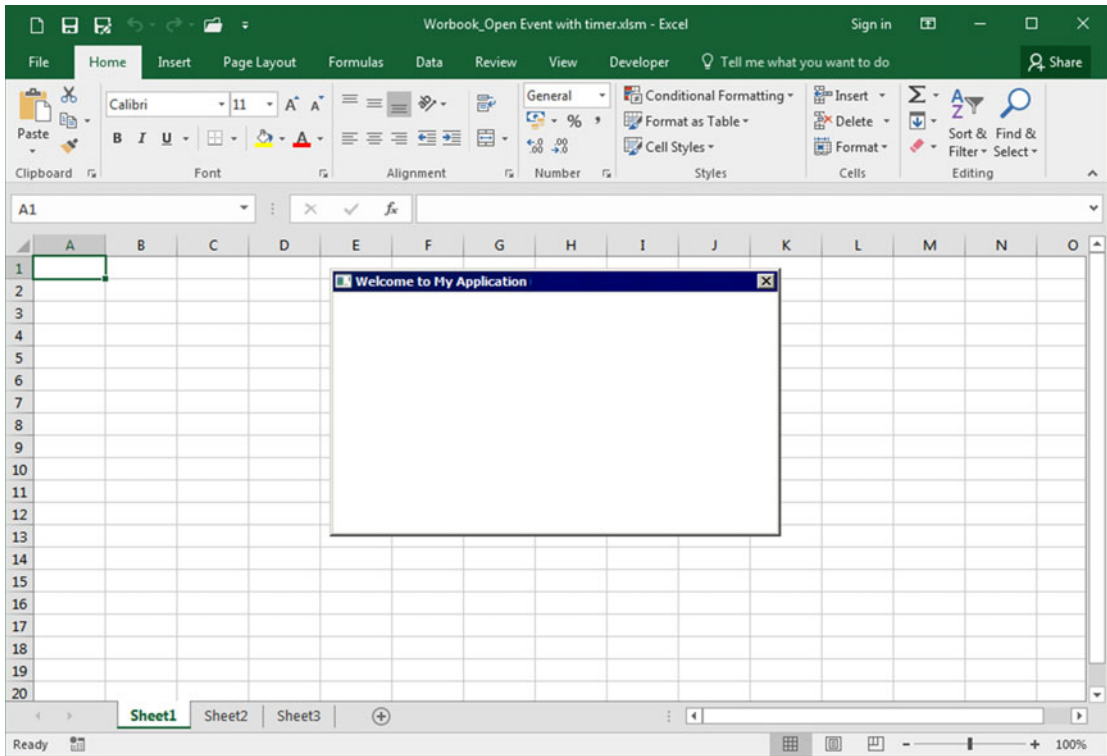 Worbook_Open Event with timer.xlsm - Excel Sign in
File Home Insert Page Layout Formulas Data Review View Developer Tell me what you want to do Share
Paste
Calibri 11 A A
B I U A
General
% ,
.00 .0
Conditional Formatting
Format as Table
Cell Styles
Insert
Delete
Format
Σ
A
Z
Sort & Filter
Find & Select
Clipboard Font Alignment Number Styles Cells Editing
A1 fx
A B C D E F G H I J K L M N O
1
Welcome to My Application
2
3
4
5
6
7
8
9
10
11
12
13
14
15
16
17
18
19
20
Sheet1 Sheet2 Sheet3
Ready 100%